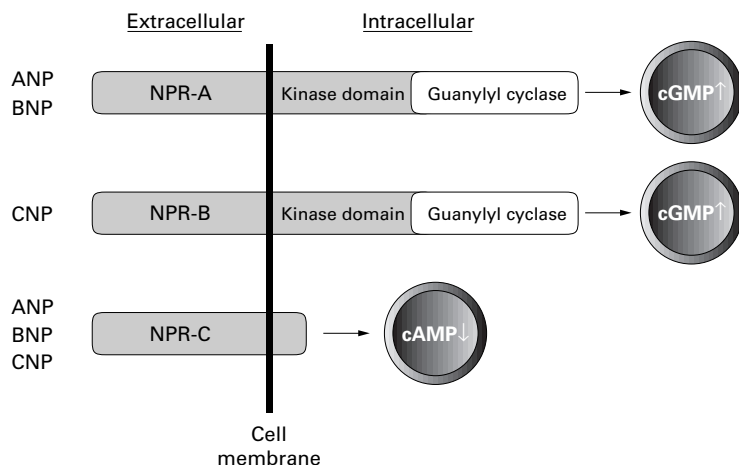 Extracellular Intracellular
ANP
BNP
NPR-A Kinase domain Guanylyl cyclase cGMP↑
CNP NPR-B Kinase domain Guanylyl cyclase cGMP↑
ANP
BNP
CNP
NPR-C cAMP↓
Cell
membrane